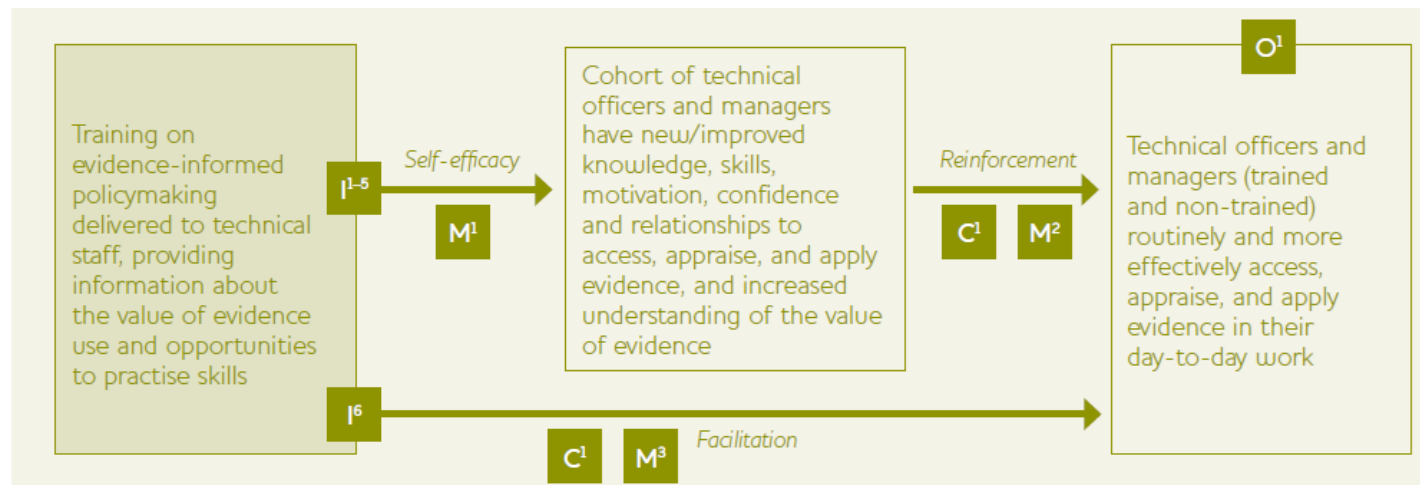 Training on
evidence-informed
policymaking
delivered to technical
staff, providing
information about
the value of evidence
use and opportunities
to practise skills
I¹⁻⁵
I⁶
Self-efficacy
M¹
Cohort of technical
officers and managers
have new/improved
knowledge, skills,
motivation, confidence
and relationships to
access, appraise, and apply
evidence, and increased
understanding of the value
of evidence
Reinforcement
C¹ M²
C¹ M³ Facilitation
O¹
Technical officers and
managers (trained
and non-trained)
routinely and more
effectively access,
appraise, and apply
evidence in their
day-to-day work